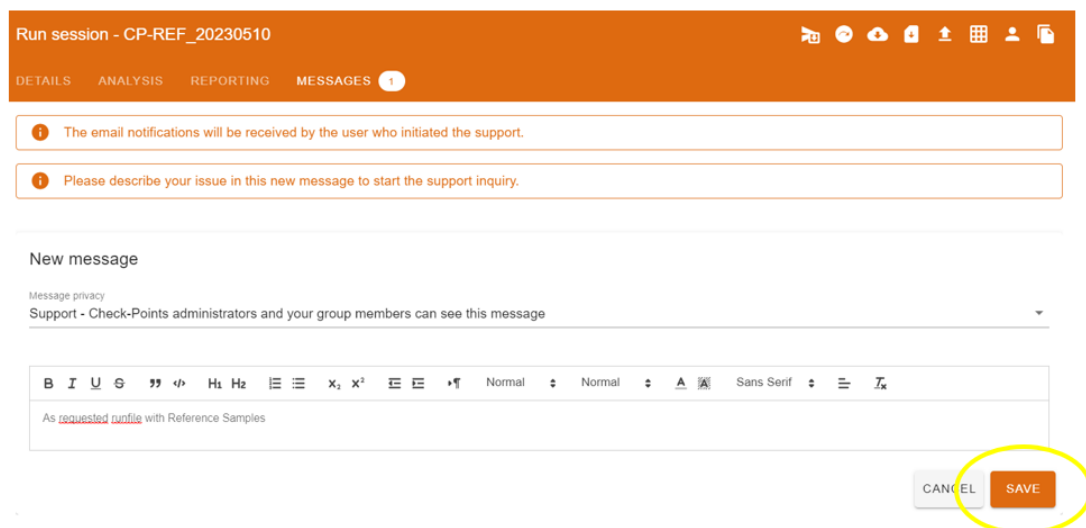 Run session - CP-REF_20230510
DETAILS ANALYSIS REPORTING MESSAGES 1
The email notifications will be received by the user who initiated the support.
Please describe your issue in this new message to start the support inquiry.
New message
Message privacy
Support - Check-Points administrators and your group members can see this message
B I U S H1 H2 X2 X² Normal Normal A A Sans Serif Tx
As requested runfile with Reference Samples
CANCEL SAVE